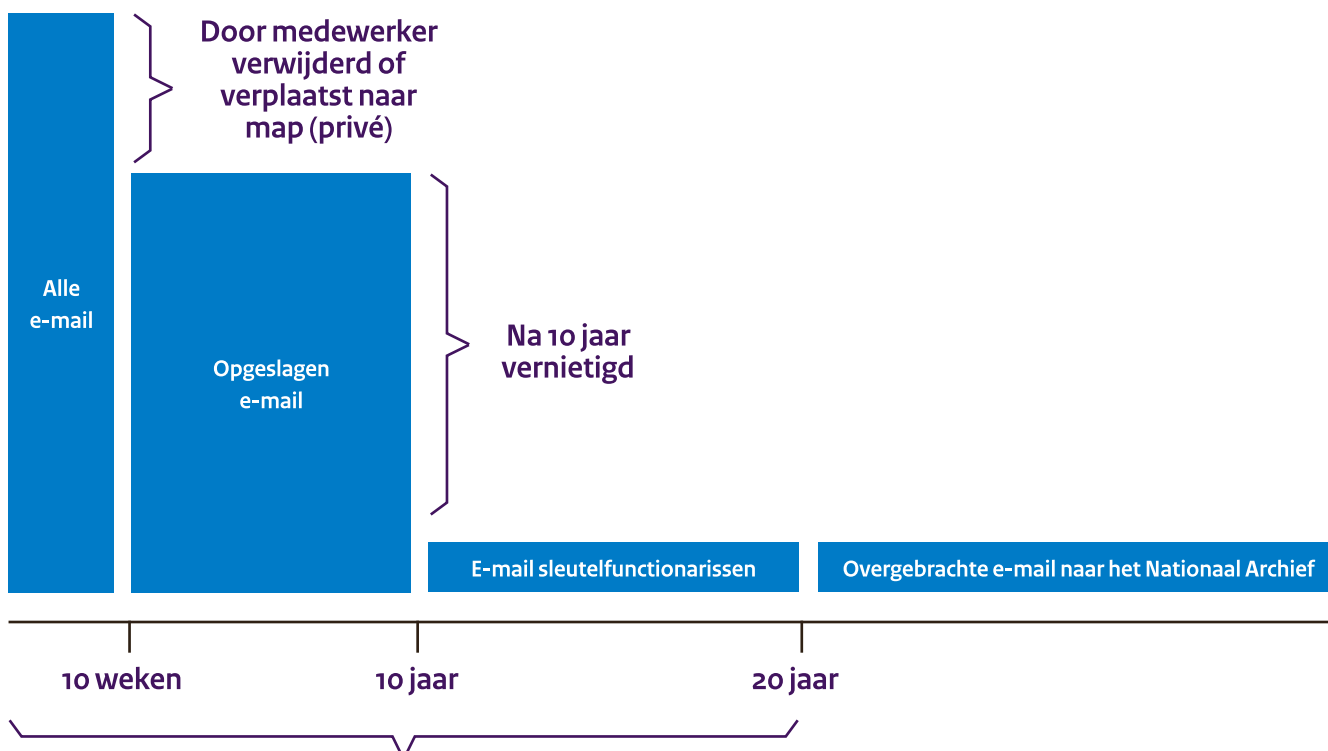 Door medewerker
verwijderd of
verplaatst naar
map (privé)
Alle
e-mail
Opgeslagen
e-mail
Na 10 jaar
vernietigd
E-mail sleutelfunctionarissen
Overgebrachte e-mail naar het Nationaal Archief
10 weken
10 jaar
20 jaar